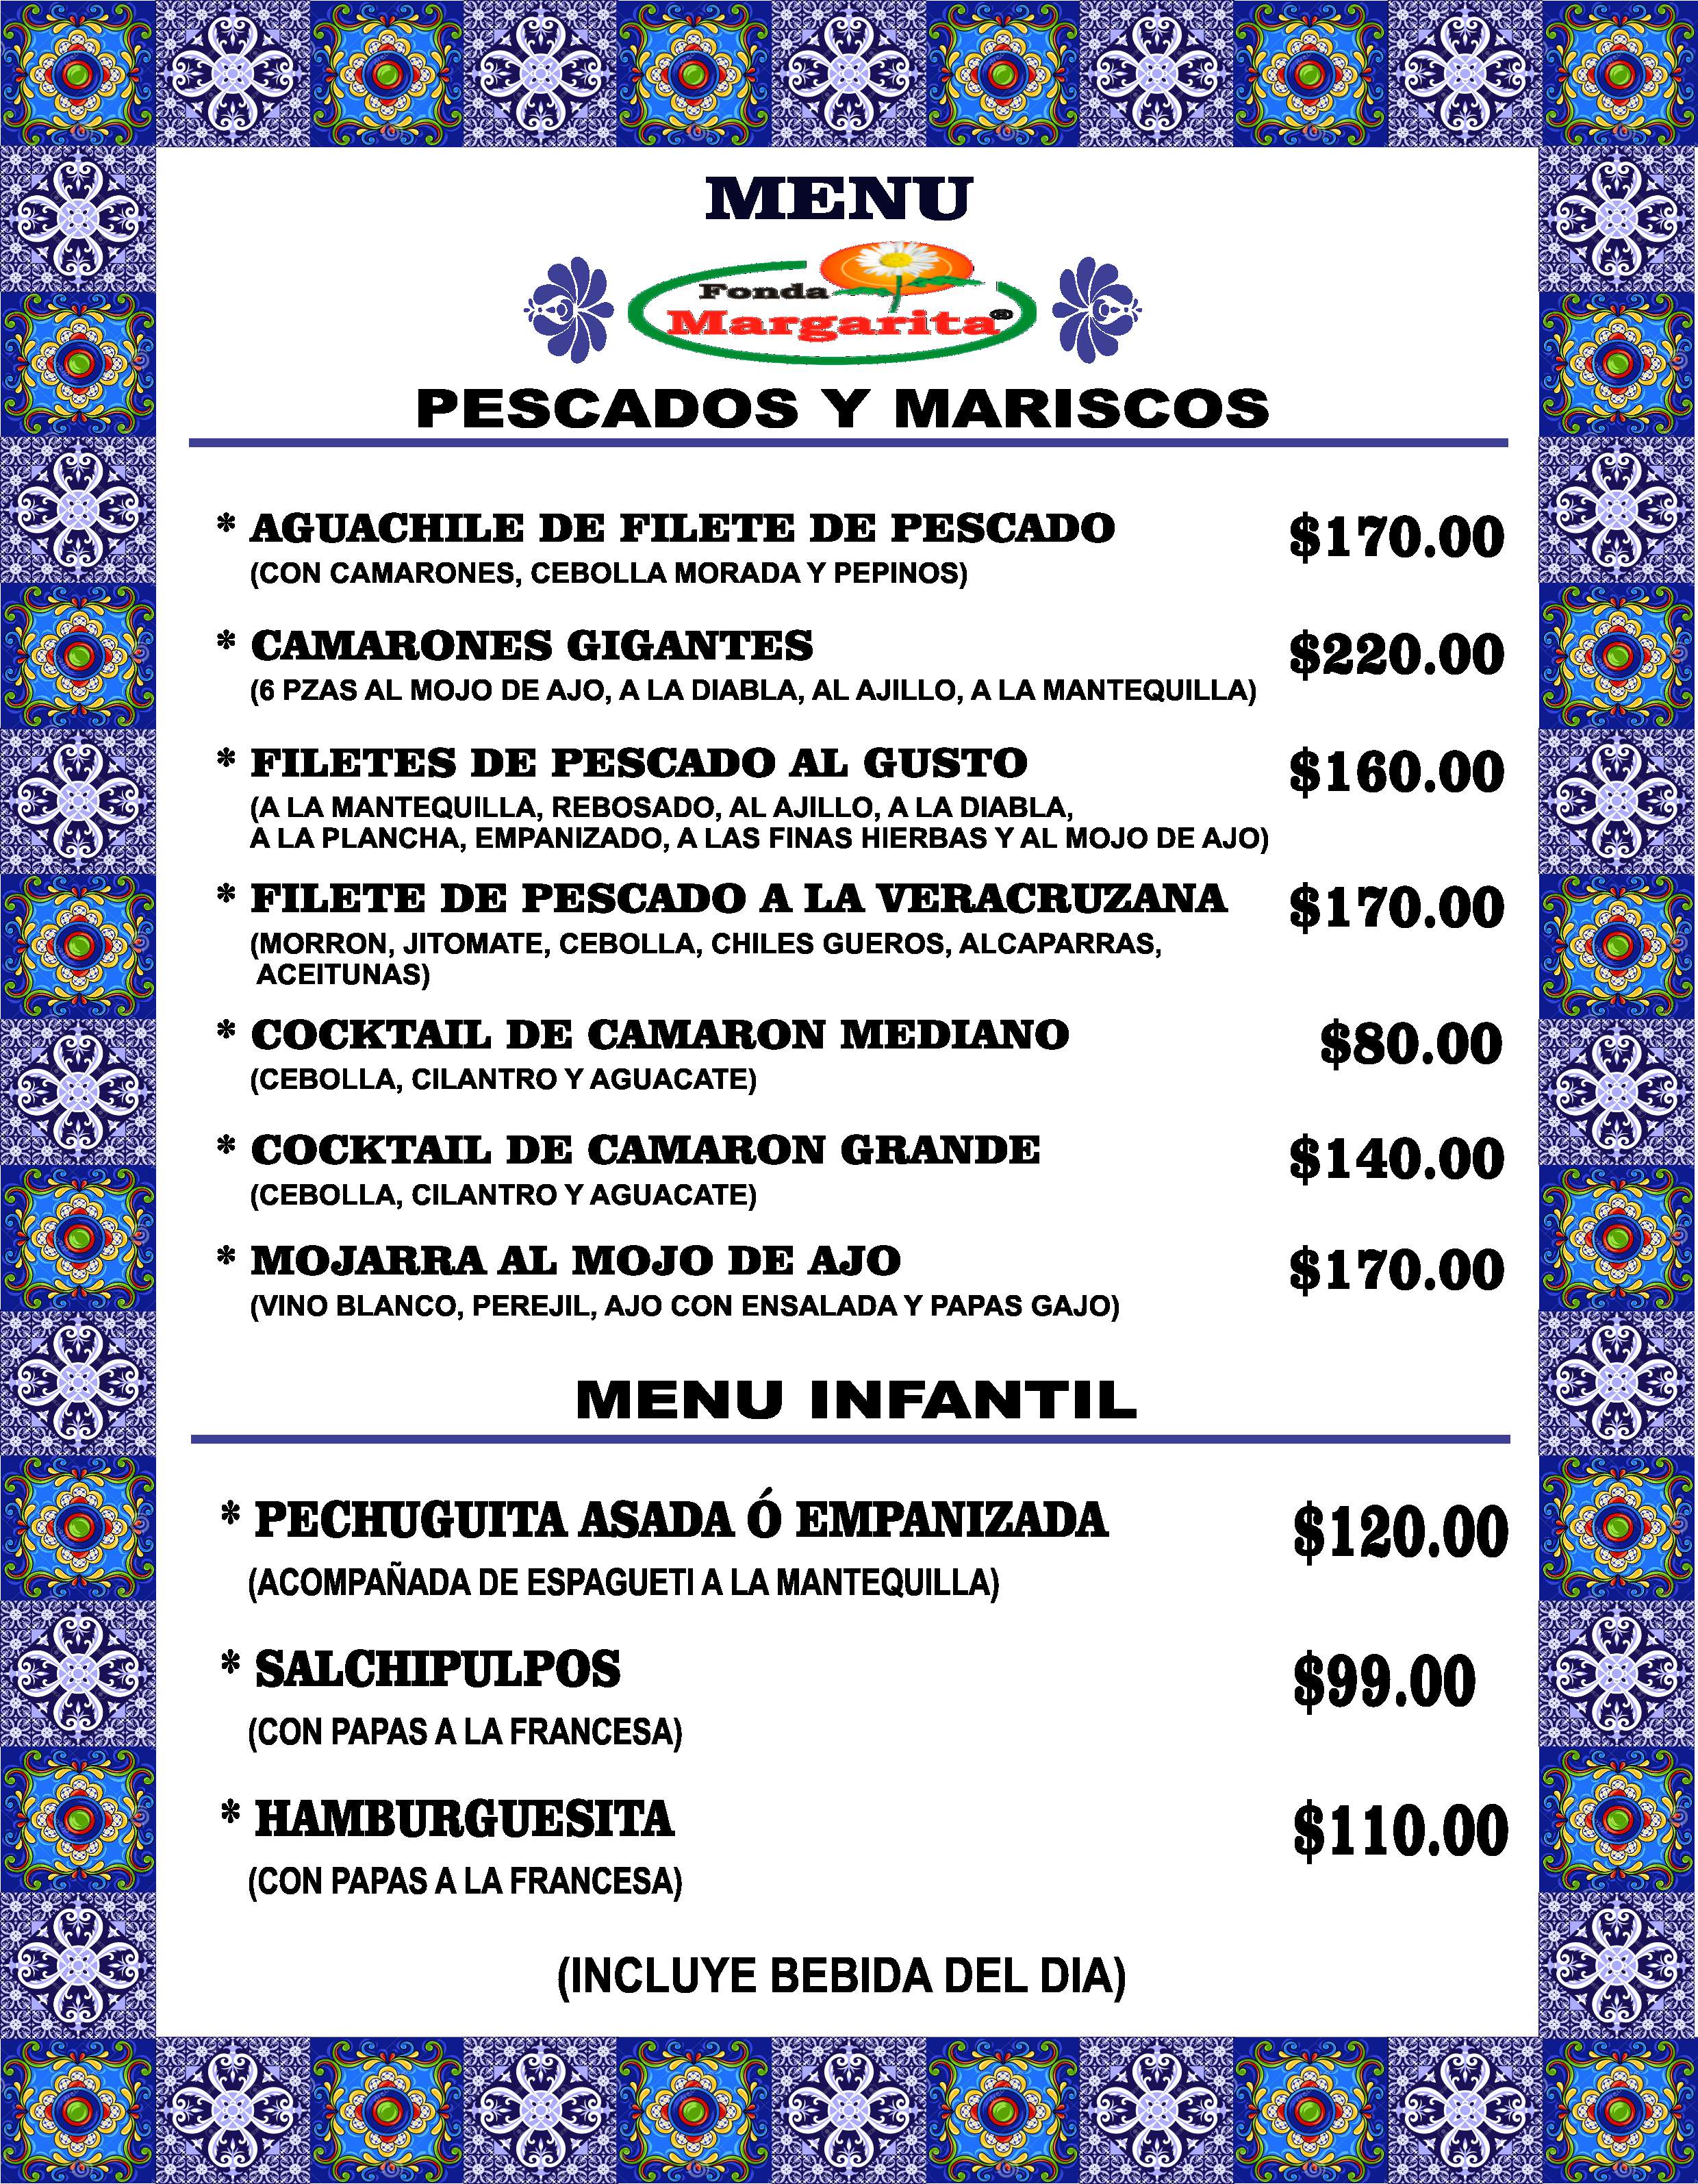 MENU
Fonda
Margarita®
PESCADOS Y MARISCOS
* AGUACHILE DE FILETE DE PESCADO $170.00
(CON CAMARONES, CEBOLLA MORADA Y PEPINOS)
* CAMARONES GIGANTES $220.00
(6 PZAS AL MOJO DE AJO, A LA DIABLA, AL AJILLO, A LA MANTEQUILLA)
* FILETES DE PESCADO AL GUSTO $160.00
(A LA MANTEQUILLA, REBOSADO, AL AJILLO, A LA DIABLA,
A LA PLANCHA, EMPANIZADO, A LAS FINAS HIERBAS Y AL MOJO DE AJO)
* FILETE DE PESCADO A LA VERACRUZANA $170.00
(MORRON, JITOMATE, CEBOLLA, CHILES GUEROS, ALCAPARRAS,
ACEITUNAS)
* COCKTAIL DE CAMARON MEDIANO $80.00
(CEBOLLA, CILANTRO Y AGUACATE)
* COCKTAIL DE CAMARON GRANDE $140.00
(CEBOLLA, CILANTRO Y AGUACATE)
* MOJARRA AL MOJO DE AJO $170.00
(VINO BLANCO, PEREJIL, AJO CON ENSALADA Y PAPAS GAJO)
MENU INFANTIL
* PECHUGUITA ASADA Ó EMPANIZADA $120.00
(ACOMPAÑADA DE ESPAGUETI A LA MANTEQUILLA)
* SALCHIPULPOS $99.00
(CON PAPAS A LA FRANCESA)
* HAMBURGUESITA $110.00
(CON PAPAS A LA FRANCESA)
(INCLUYE BEBIDA DEL DIA)